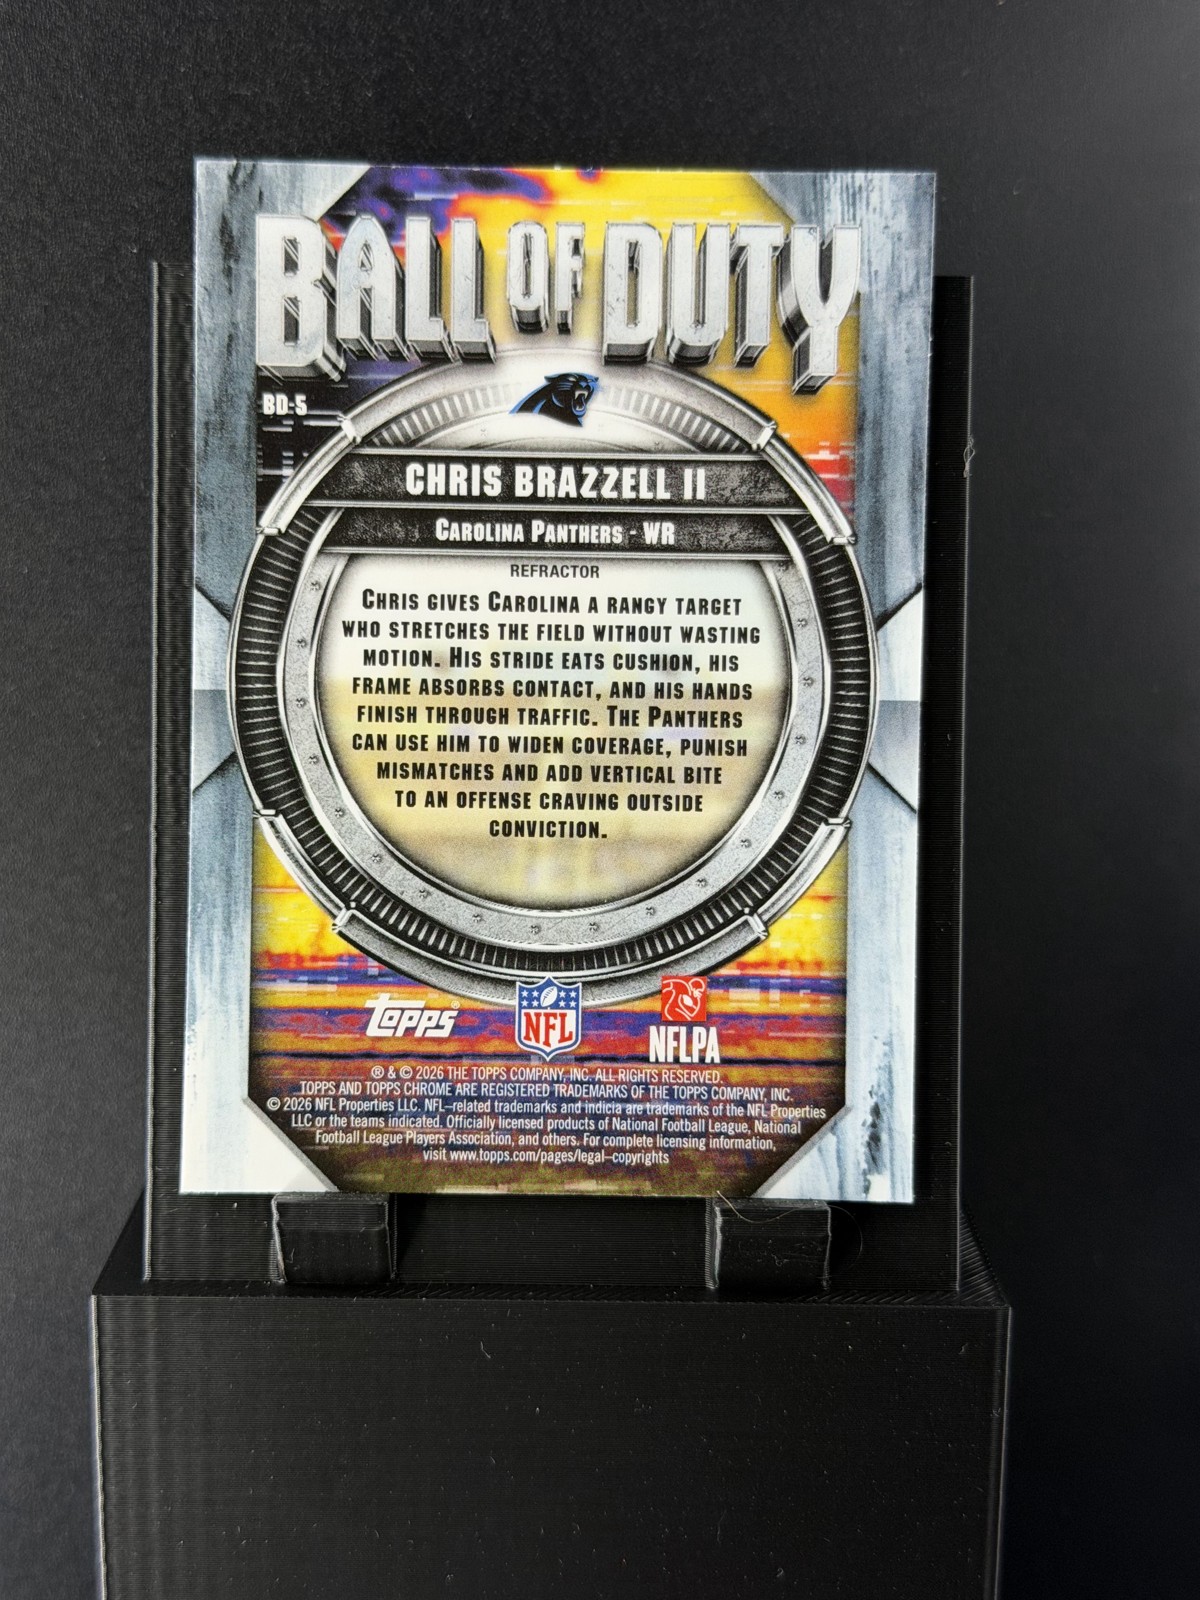 BALL OF DUTY
BD-5
CHRIS BRAZZELL II
CAROLINA PANTHERS - WR
REFRACTOR
CHRIS GIVES CAROLINA A RANGY TARGET
WHO STRETCHES THE FIELD WITHOUT WASTING
MOTION. HIS STRIDE EATS CUSHION, HIS
FRAME ABSORBS CONTACT, AND HIS HANDS
FINISH THROUGH TRAFFIC. THE PANTHERS
CAN USE HIM TO WIDEN COVERAGE, PUNISH
MISMATCHES AND ADD VERTICAL BITE
TO AN OFFENSE CRAVING OUTSIDE
CONVICTION.
Topps®
NFL
NFLPA
® & © 2026 THE TOPPS COMPANY, INC. ALL RIGHTS RESERVED.
TOPPS AND TOPPS CHROME ARE REGISTERED TRADEMARKS OF THE TOPPS COMPANY, INC.
© 2026 NFL Properties LLC. NFL-related trademarks and indicia are trademarks of the NFL Properties
LLC or the teams indicated. Officially licensed products of National Football League, National
Football League Players Association, and others. For complete licensing information,
visit www.topps.com/pages/legal-copyrights